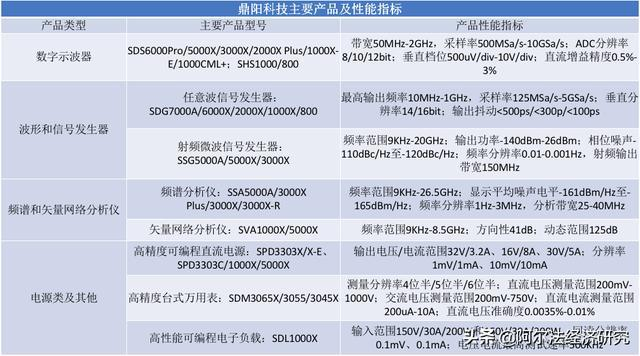 鼎阳科技主要产品及性能指标
产品类型 主要产品型号 产品性能指标
数字示波器
SDS6000Pro/5000X/3000X/2000X Plus/1000X-
E/1000CML+; SHS1000/800
带宽50MHz-2GHz，采样率500MSa/s-10GSa/s; ADC分辨率
8/10/12bit; 垂直档位500uV/div-10V/div; 直流增益精度0.5%-
3%
波形和信号发生器
任意波信号发生器:
SDG7000A/6000X/2000X/1000X/800
最高输出频率10MHz-1GHz，采样率125MSa/s-5GSa/s; 垂直分
辨率14/16bit; 输出抖动<500ps/<300p/<100ps
射频微波信号发生器:
SSG5000A/5000X/3000X
频率范围9KHz-20GHz; 输出功率-140dBm-26dBm; 相位噪声-
110dBc/Hz至-120dBc/Hz; 频率分辨率0.01-0.001Hz，射频输出
带宽150MHz
频谱和矢量网络分析仪
频谱分析仪: SSA5000A/3000X
Plus/3000X/3000X-R
频率范围9KHz-26.5GHz; 显示平均噪声电平-161dBm/Hz至-
165dBm/Hz; 频率分辨率1Hz-3MHz，分析带宽25-40MHz
矢量网络分析仪: SVA1000X/5000X
频率范围9KHz-8.5GHz; 方向性41dB; 动态范围125dB
电源类及其他
高精度可编程直流电源: SPD3303X/X-E、
SPD3303C/1000X/5000X
输出电压/电流范围32V/3.2A、16V/8A、30V/5A; 分辨率
1mV/1mA、10mV/10mA
高精度台式万用表: SDM3065X/3055/3045X
测量分辨率4位半/5位半/6位半; 直流电压测量范围200mV-
1000V; 交流电压测量范围200mV-750V; 直流电流测量范围
200uA-10A; 直流电压准确度0.0035%-0.01%
高性能可编程电子负载: SDL1000X
输入范围150V/30A/200W
0.1mV、0.1mA;
头条 @阿尔法经济研究